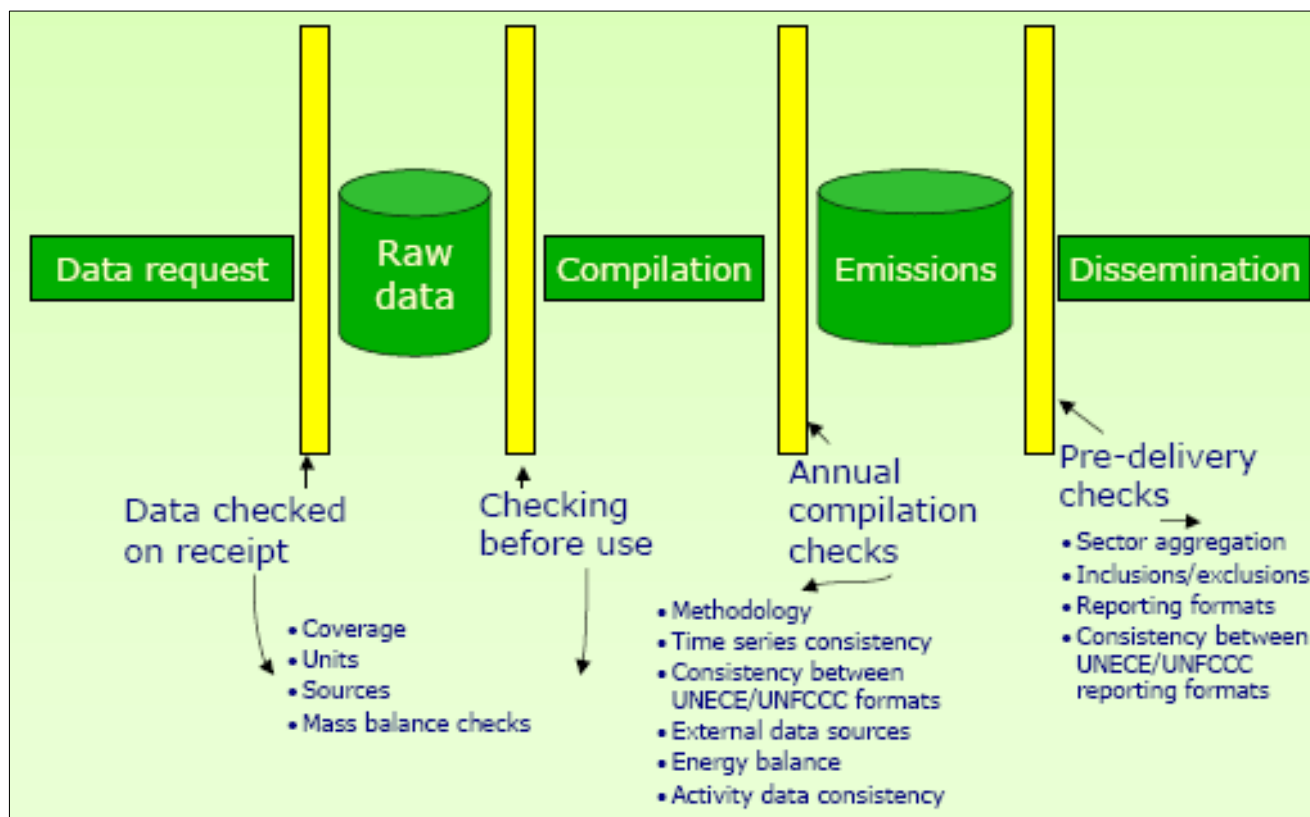 Data request
Raw
data
Compilation
Emissions
Dissemination
Data checked
on receipt
• Coverage
• Units
• Sources
• Mass balance checks
Checking
before use
Annual
compilation
checks
• Methodology
• Time series consistency
• Consistency between
UNECE/UNFCCC formats
• External data sources
• Energy balance
• Activity data consistency
Pre-delivery
checks
• Sector aggregation
• Inclusions/exclusions
• Reporting formats
• Consistency between
UNECE/UNFCCC
reporting formats